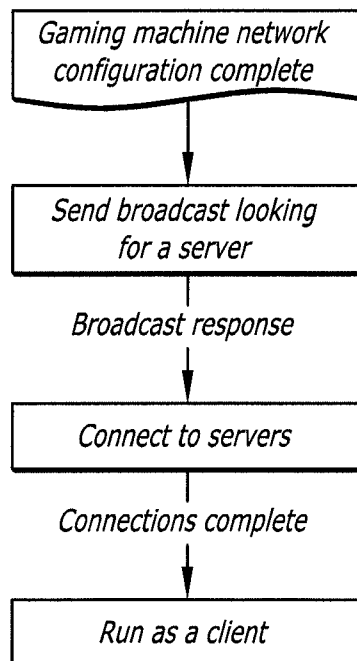 Gaming machine network
configuration complete
Send broadcast looking
for a server
Broadcast response
Connect to servers
Connections complete
Run as a client